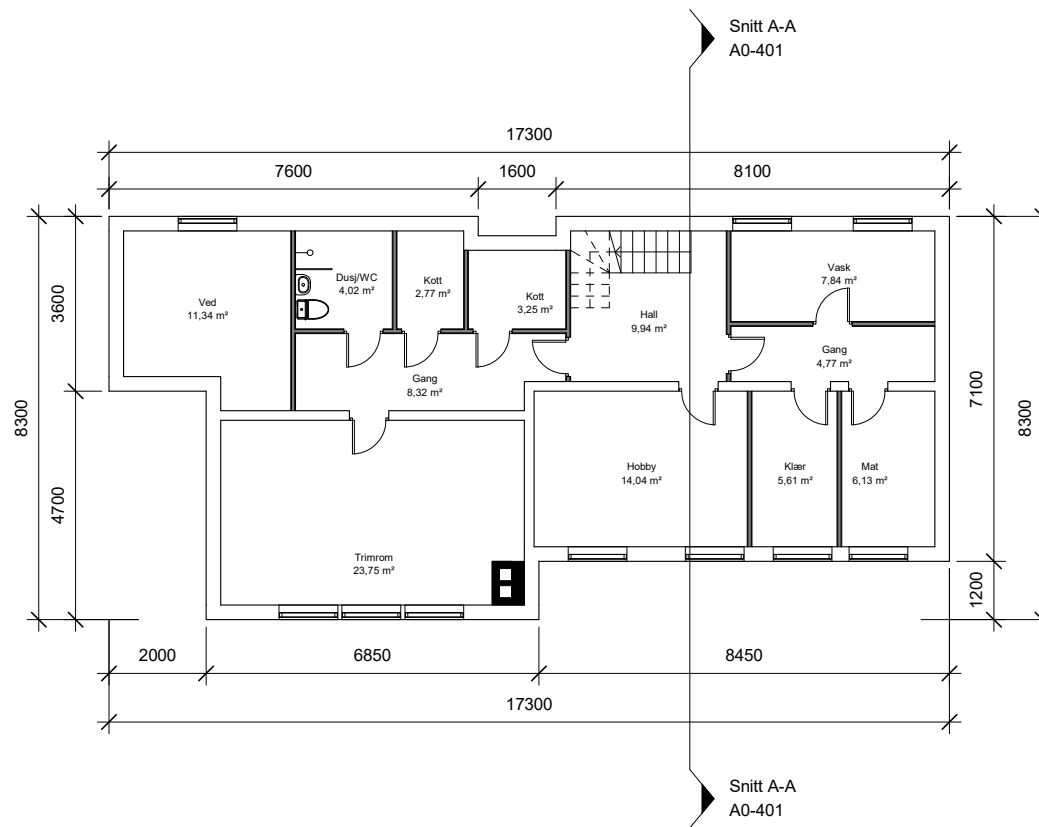 Snitt A-A
A0-401
17300
7600
1600
8100
3600
8300
4700
7100
8300
1200
Dusj/WC
4,02 m²
Kott
2,77 m²
Kott
3,25 m²
Vask
7,84 m²
Ved
11,34 m²
Hall
9,94 m²
Gang
4,77 m²
Gang
8,32 m²
Hobby
14,04 m²
Klær
5,61 m²
Mat
6,13 m²
Trimrom
23,75 m²
2000
6850
8450
17300
Snitt A-A
A0-401